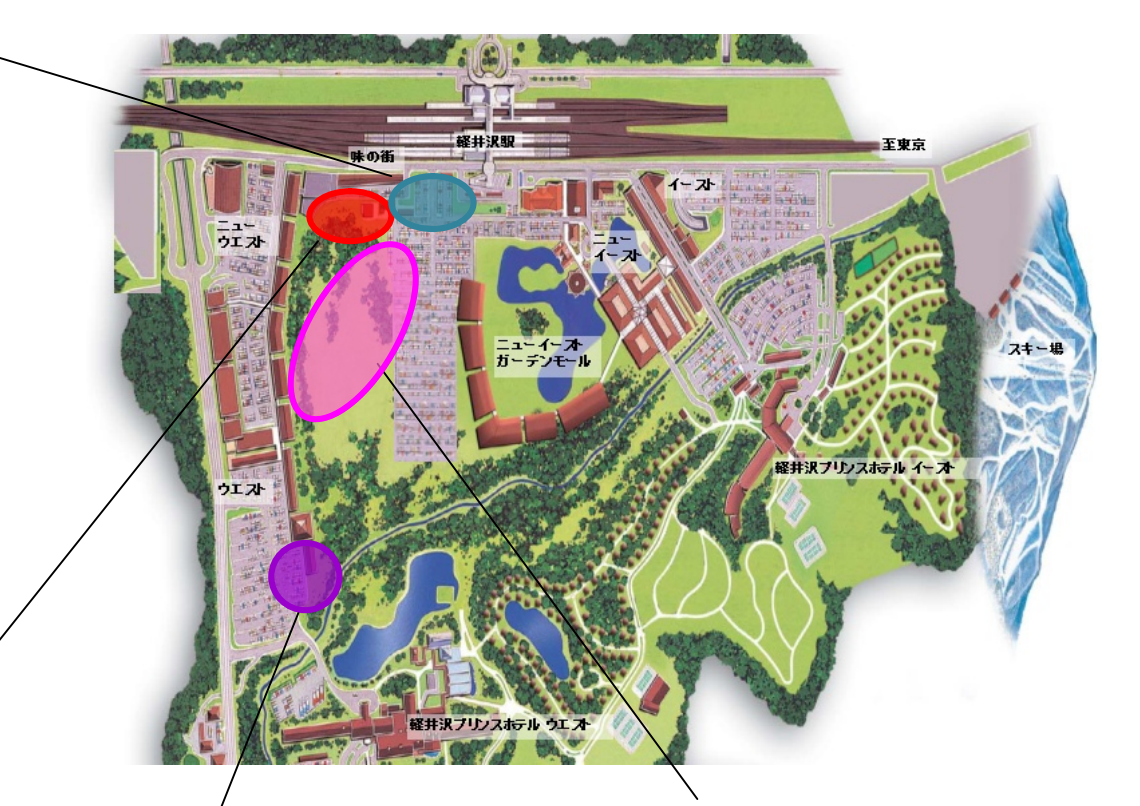 軽井沢駅
至東京
味の街
イースト
ニュー
ウエスト
ニュー
イースト
ニューイースト
ガーデンモール
スキー場
軽井沢プリンスホテル イースト
ウエスト
軽井沢プリンスホテル ウエスト